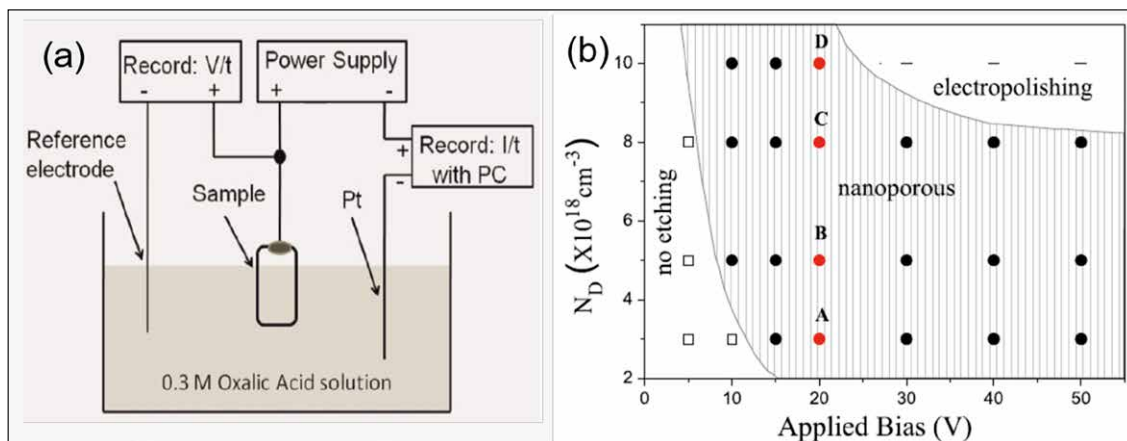 (a)
Record: V/t
- +
Power Supply
+ -
Reference
electrode
Sample
Pt
+
Record: I/t
with PC
-
0.3 M Oxalic Acid solution
(b)
N_D (X10^18 cm^-3)
10
8
6
4
2
no etching
D
C
B
A
electropolishing
nanoporous
0 10 20 30 40 50
Applied Bias (V)